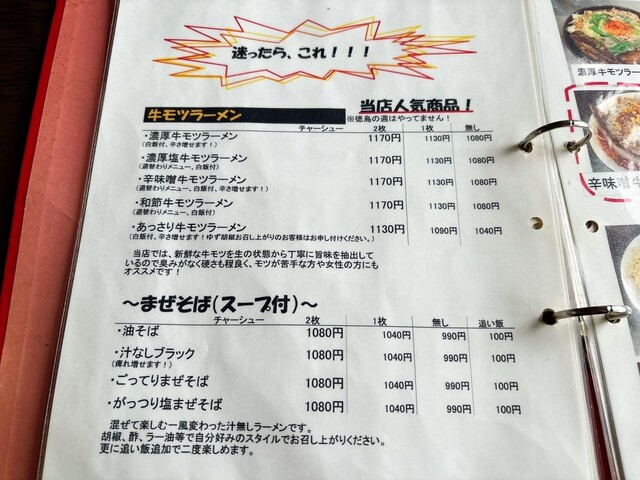 迷ったら、これ！！！
当店人気商品！
牛モツラーメン ※徳島の週はやってません！
チャーシュー 2枚 1枚 無し
・濃厚牛モツラーメン 1170円 1130円 1080円
(白飯付、辛さ増せます！)
・濃厚塩牛モツラーメン 1170円 1130円 1080円
(週替わりメニュー、白飯付)
・辛味噌牛モツラーメン 1170円 1130円 1080円
(週替わりメニュー、白飯付、辛さ増せます！)
・和節牛モツラーメン 1170円 1130円 1080円
(週替わりメニュー、白飯付)
・あっさり牛モツラーメン 1130円 1090円 1040円
(白飯付、辛さ増せます！ゆず胡椒お召し上がりのお客様はお申し付けください。)
当店では、新鮮な牛モツを生の状態から丁寧に旨味を抽出して
いるので臭みがなく硬さも程良く、モツが苦手な方や女性の方にも
オススメです！
～まぜそば(スープ付)～
チャーシュー 2枚 1枚 無し 追い飯
・油そば 1080円 1040円 990円 100円
・汁なしブラック 1080円 1040円 990円 100円
(痺れ増せます！)
・ごってりまぜそば 1080円 1040円 990円 100円
・がっつり塩まぜそば 1080円 1040円 990円 100円
混ぜて楽しむ一風変わった汁無しラーメンです。
胡椒、酢、ラー油等で自分好みのスタイルでお召し上がりください。
更に追い飯追加で二度楽しめます。
濃厚牛モツラーメン
辛味噌牛